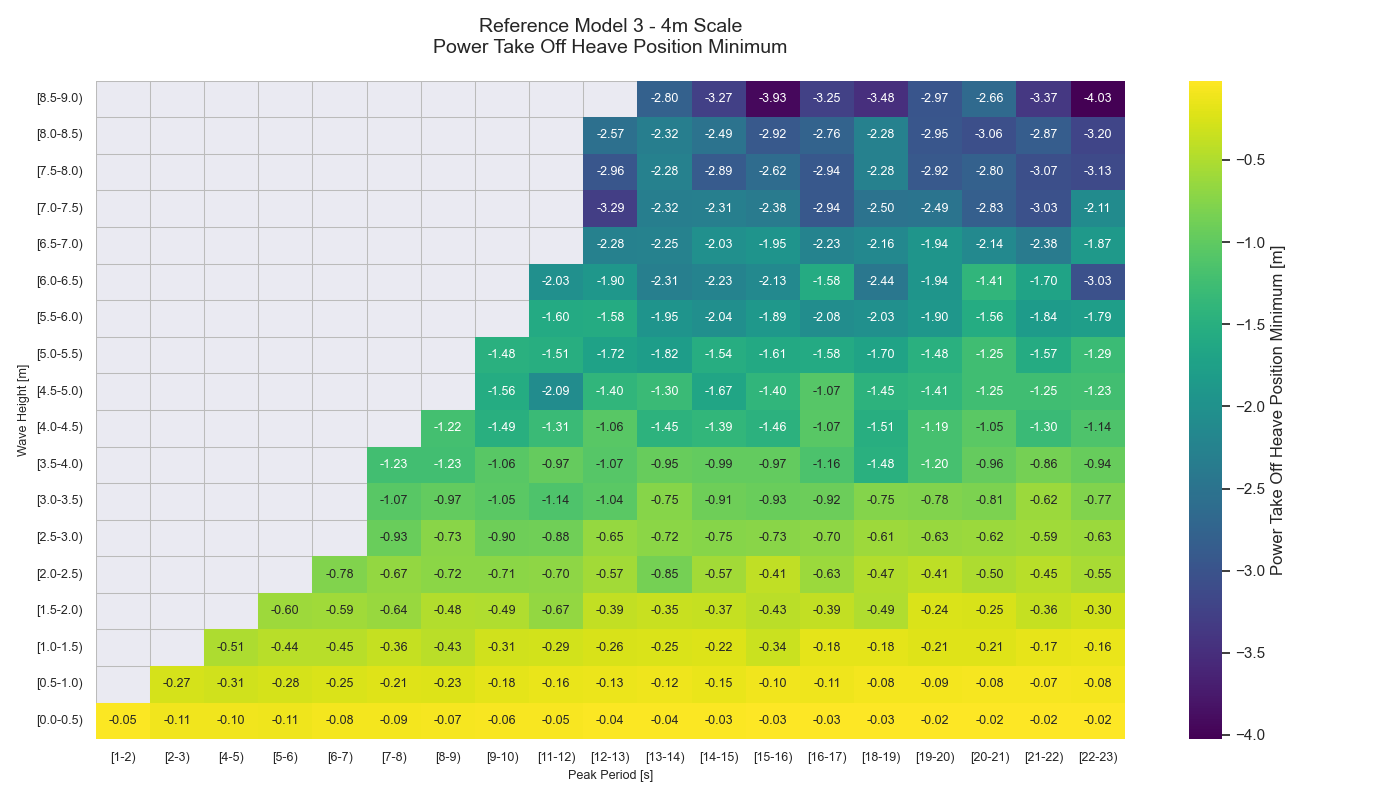 Reference Model 3 - 4m Scale
Power Take Off Heave Position Minimum
[8.5-9.0) -2.80 -3.27 -3.93 -3.25 -3.48 -2.97 -2.66 -3.37 -4.03
[8.0-8.5) -2.57 -2.32 -2.49 -2.92 -2.76 -2.28 -2.95 -3.06 -2.87 -3.20
[7.5-8.0) -2.96 -2.28 -2.89 -2.62 -2.94 -2.28 -2.92 -2.80 -3.07 -3.13
[7.0-7.5) -3.29 -2.32 -2.31 -2.38 -2.94 -2.50 -2.49 -2.83 -3.03 -2.11
[6.5-7.0) -2.28 -2.25 -2.03 -1.95 -2.23 -2.16 -1.94 -2.14 -2.38 -1.87
[6.0-6.5) -2.03 -1.90 -2.31 -2.23 -2.13 -1.58 -2.44 -1.94 -1.41 -1.70 -3.03
[5.5-6.0) -1.60 -1.58 -1.95 -2.04 -1.89 -2.08 -2.03 -1.90 -1.56 -1.84 -1.79
[5.0-5.5) -1.48 -1.51 -1.72 -1.82 -1.54 -1.61 -1.58 -1.70 -1.48 -1.25 -1.57 -1.29
[4.5-5.0) -1.56 -2.09 -1.40 -1.30 -1.67 -1.40 -1.07 -1.45 -1.41 -1.25 -1.25 -1.23
[4.0-4.5) -1.22 -1.49 -1.31 -1.06 -1.45 -1.39 -1.46 -1.07 -1.51 -1.19 -1.05 -1.30 -1.14
[3.5-4.0) -1.23 -1.23 -1.06 -0.97 -1.07 -0.95 -0.99 -0.97 -1.16 -1.48 -1.20 -0.96 -0.86 -0.94
[3.0-3.5) -1.07 -0.97 -1.05 -1.14 -1.04 -0.75 -0.91 -0.93 -0.92 -0.75 -0.78 -0.81 -0.62 -0.77
[2.5-3.0) -0.93 -0.73 -0.90 -0.88 -0.65 -0.72 -0.75 -0.73 -0.70 -0.61 -0.63 -0.62 -0.59 -0.63
[2.0-2.5) -0.78 -0.67 -0.72 -0.71 -0.70 -0.57 -0.85 -0.57 -0.41 -0.63 -0.47 -0.41 -0.50 -0.45 -0.55
[1.5-2.0) -0.60 -0.59 -0.64 -0.48 -0.49 -0.67 -0.39 -0.35 -0.37 -0.43 -0.39 -0.49 -0.24 -0.25 -0.36 -0.30
[1.0-1.5) -0.51 -0.44 -0.45 -0.36 -0.43 -0.31 -0.29 -0.26 -0.25 -0.22 -0.34 -0.18 -0.18 -0.21 -0.21 -0.17 -0.16
[0.5-1.0) -0.27 -0.31 -0.28 -0.25 -0.21 -0.23 -0.18 -0.16 -0.13 -0.12 -0.15 -0.10 -0.11 -0.08 -0.09 -0.08 -0.07 -0.08
[0.0-0.5) -0.05 -0.11 -0.10 -0.11 -0.08 -0.09 -0.07 -0.06 -0.05 -0.04 -0.04 -0.03 -0.03 -0.03 -0.03 -0.02 -0.02 -0.02 -0.02
[1-2) [2-3) [4-5) [5-6) [6-7) [7-8) [8-9) [9-10) [11-12) [12-13) [13-14) [14-15) [15-16) [16-17) [18-19) [19-20) [20-21) [21-22) [22-23)
Peak Period [s]
Wave Height [m]
−0.5
−1.0
−1.5
−2.0
−2.5
−3.0
−3.5
−4.0
Power Take Off Heave Position Minimum [m]